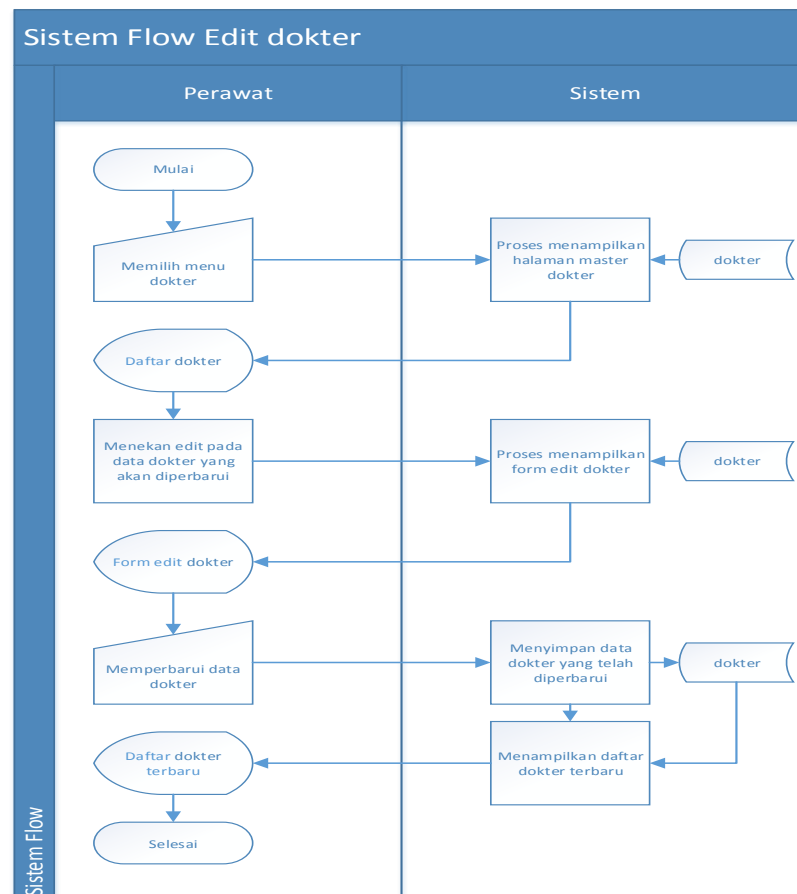 Sistem Flow Edit dokter
Perawat
Sistem
Sistem Flow
Mulai
Memilih menu
dokter
Proses menampilkan
halaman master
dokter
dokter
Daftar dokter
Menekan edit pada
data dokter yang
akan diperbarui
Proses menampilkan
form edit dokter
dokter
Form edit dokter
Memperbarui data
dokter
Menyimpan data
dokter yang telah
diperbarui
dokter
Menampilkan daftar
dokter terbaru
Daftar dokter
terbaru
Selesai